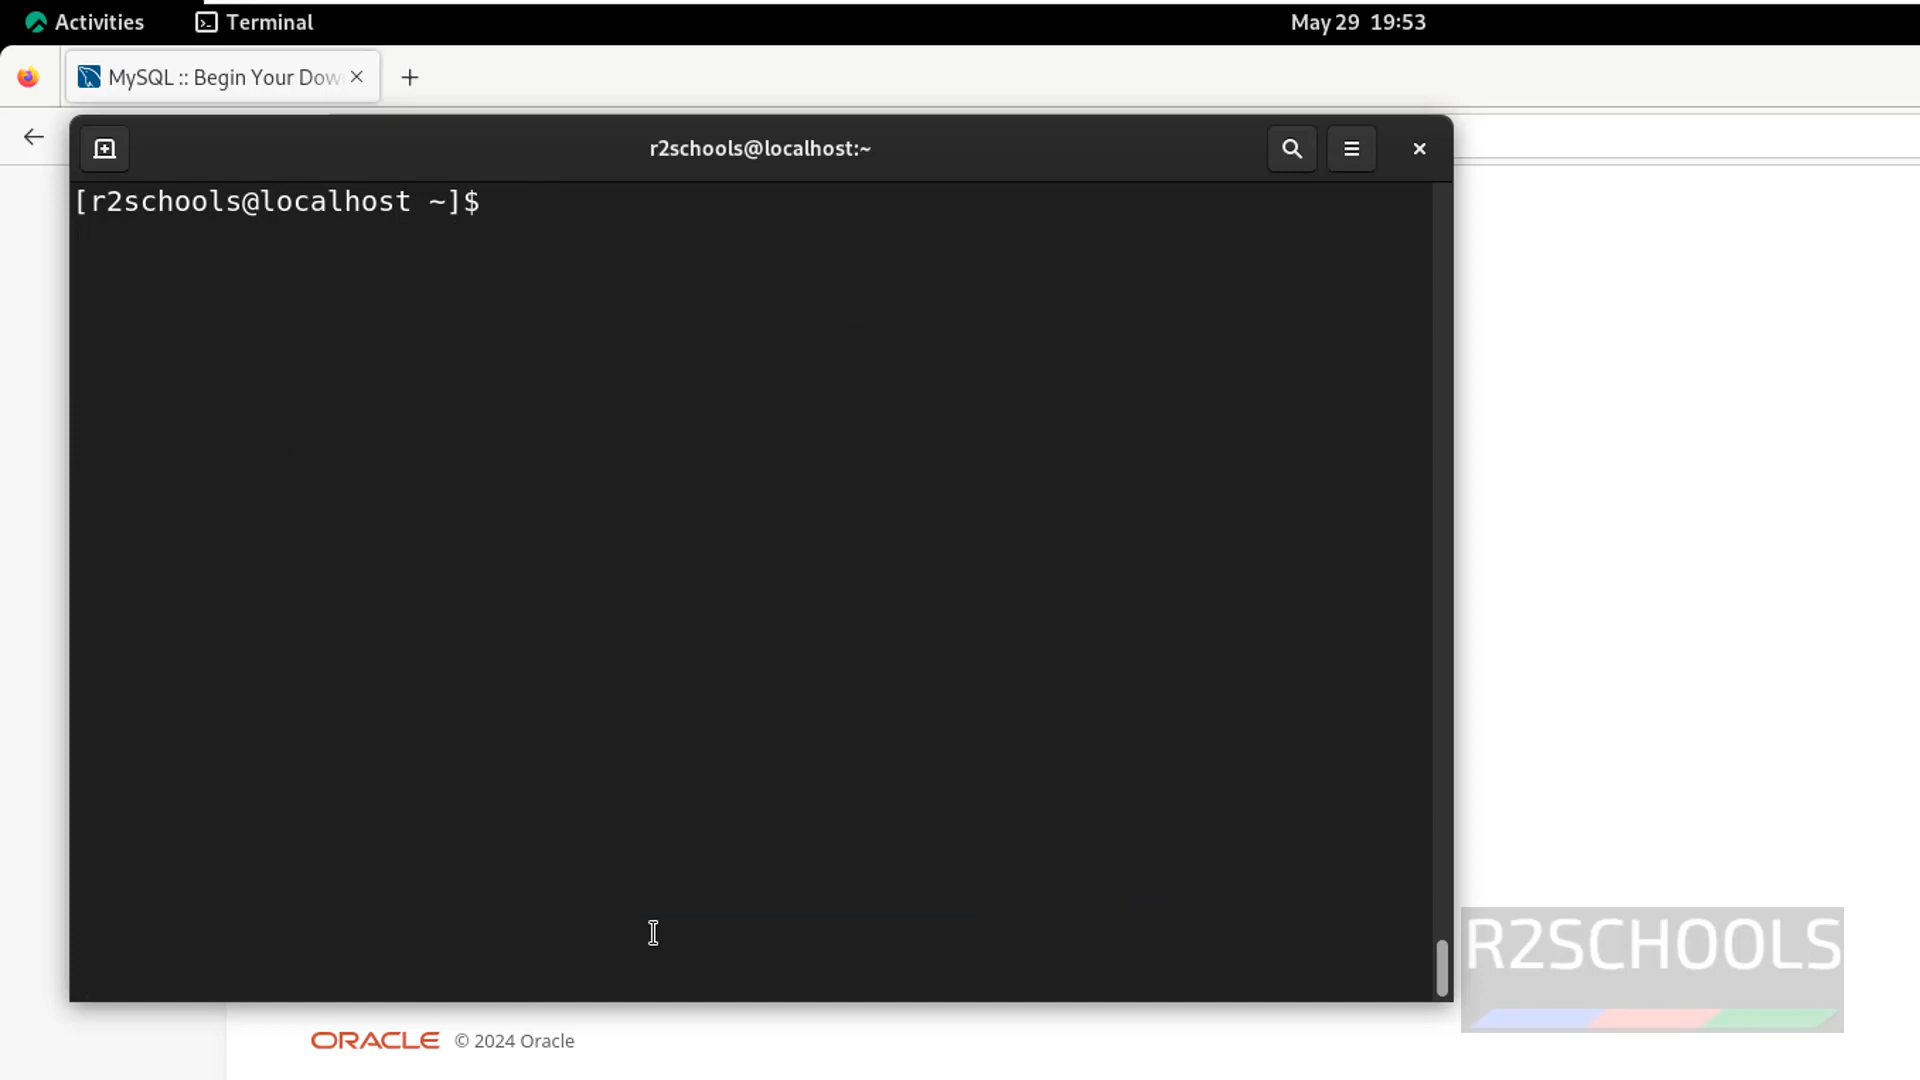 Activities Terminal May 29 19:53
MySQL :: Begin Your Dow
r2schools@localhost:~
[r2schools@localhost ~]$
R2SCHOOLS
ORACLE © 2024 Oracle